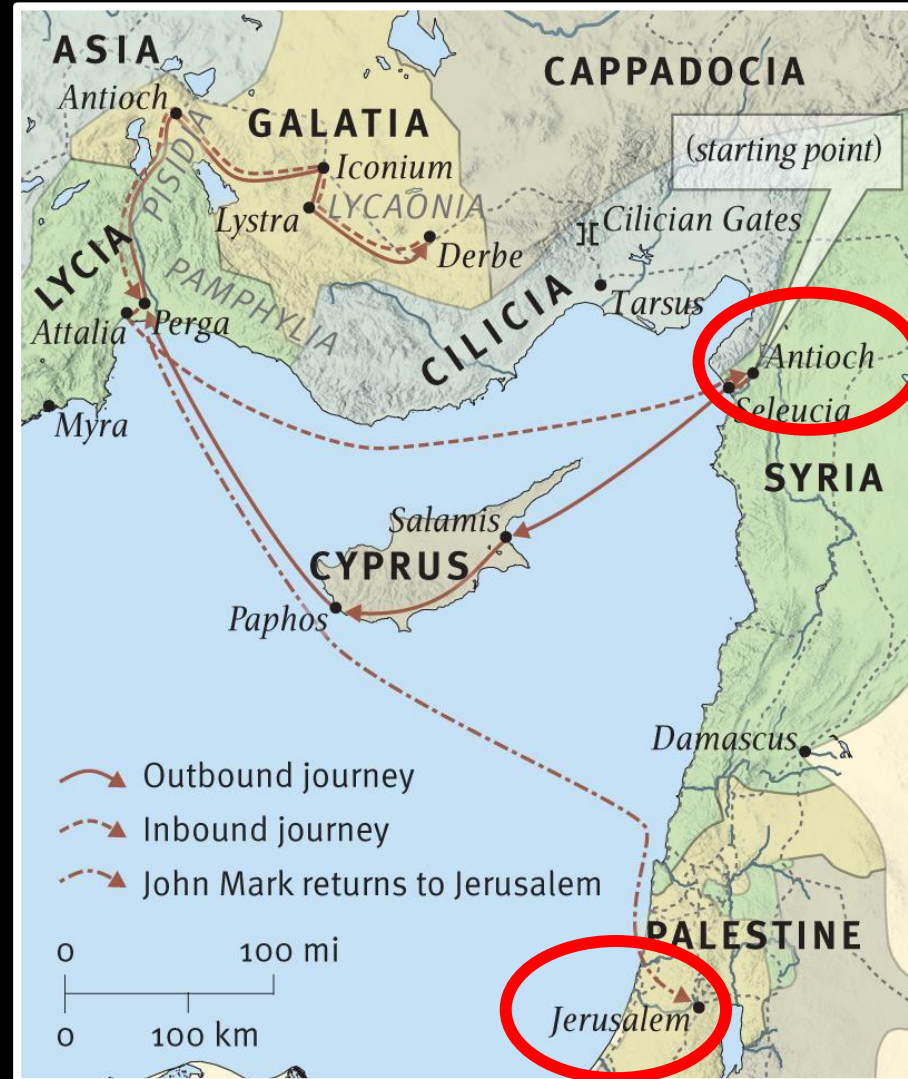 ASIA
CAPPADOCIA
Antioch
GALATIA
(starting point)
PISIDIA
Iconium
LYCAONIA
Lystra
Cilician Gates
Derbe
LYCIA
PAMPHYLIA
CILICIA
Tarsus
Attalia
Perga
Antioch
Seleucia
Myra
SYRIA
Salamis
CYPRUS
Paphos
Damascus
Outbound journey
Inbound journey
John Mark returns to Jerusalem
PALESTINE
0 100 mi
Jerusalem
0 100 km